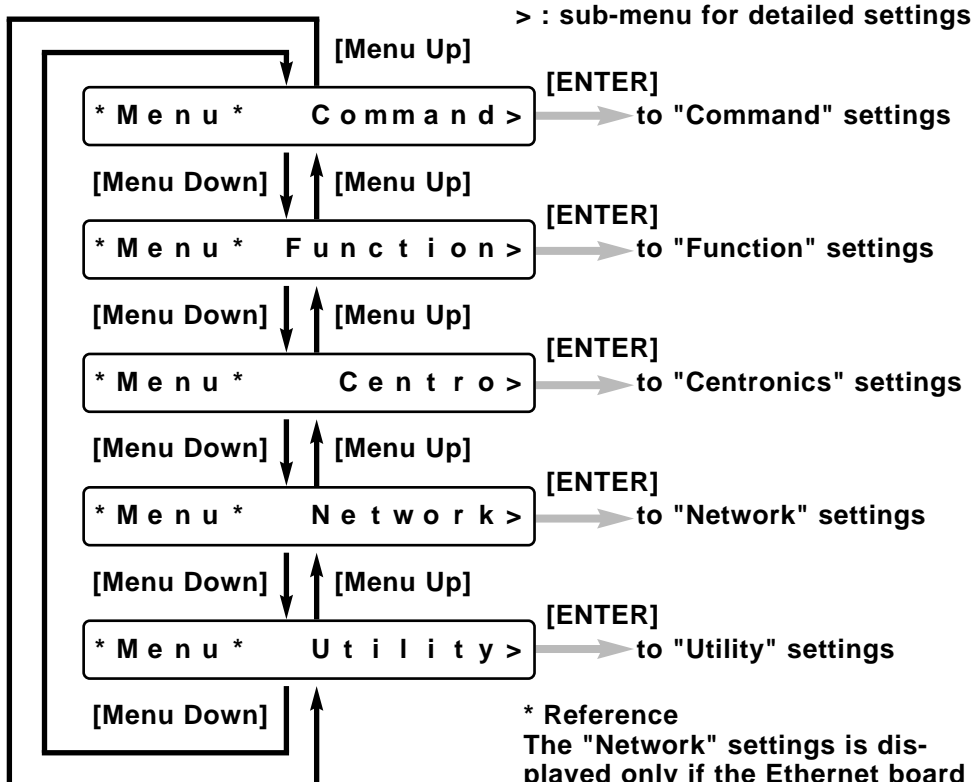 > : sub-menu for detailed settings
[Menu Up]
[ENTER]
*Menu* Command>
to "Command" settings
[Menu Down]
[Menu Up]
[ENTER]
*Menu* Function>
to "Function" settings
[Menu Down]
[Menu Up]
[ENTER]
*Menu* Centro>
to "Centronics" settings
[Menu Down]
[Menu Up]
[ENTER]
*Menu* Network>
to "Network" settings
[Menu Down]
[Menu Up]
[ENTER]
*Menu* Utility>
to "Utility" settings
[Menu Down]
* Reference
The "Network" settings is dis-
played only if the Ethernet board